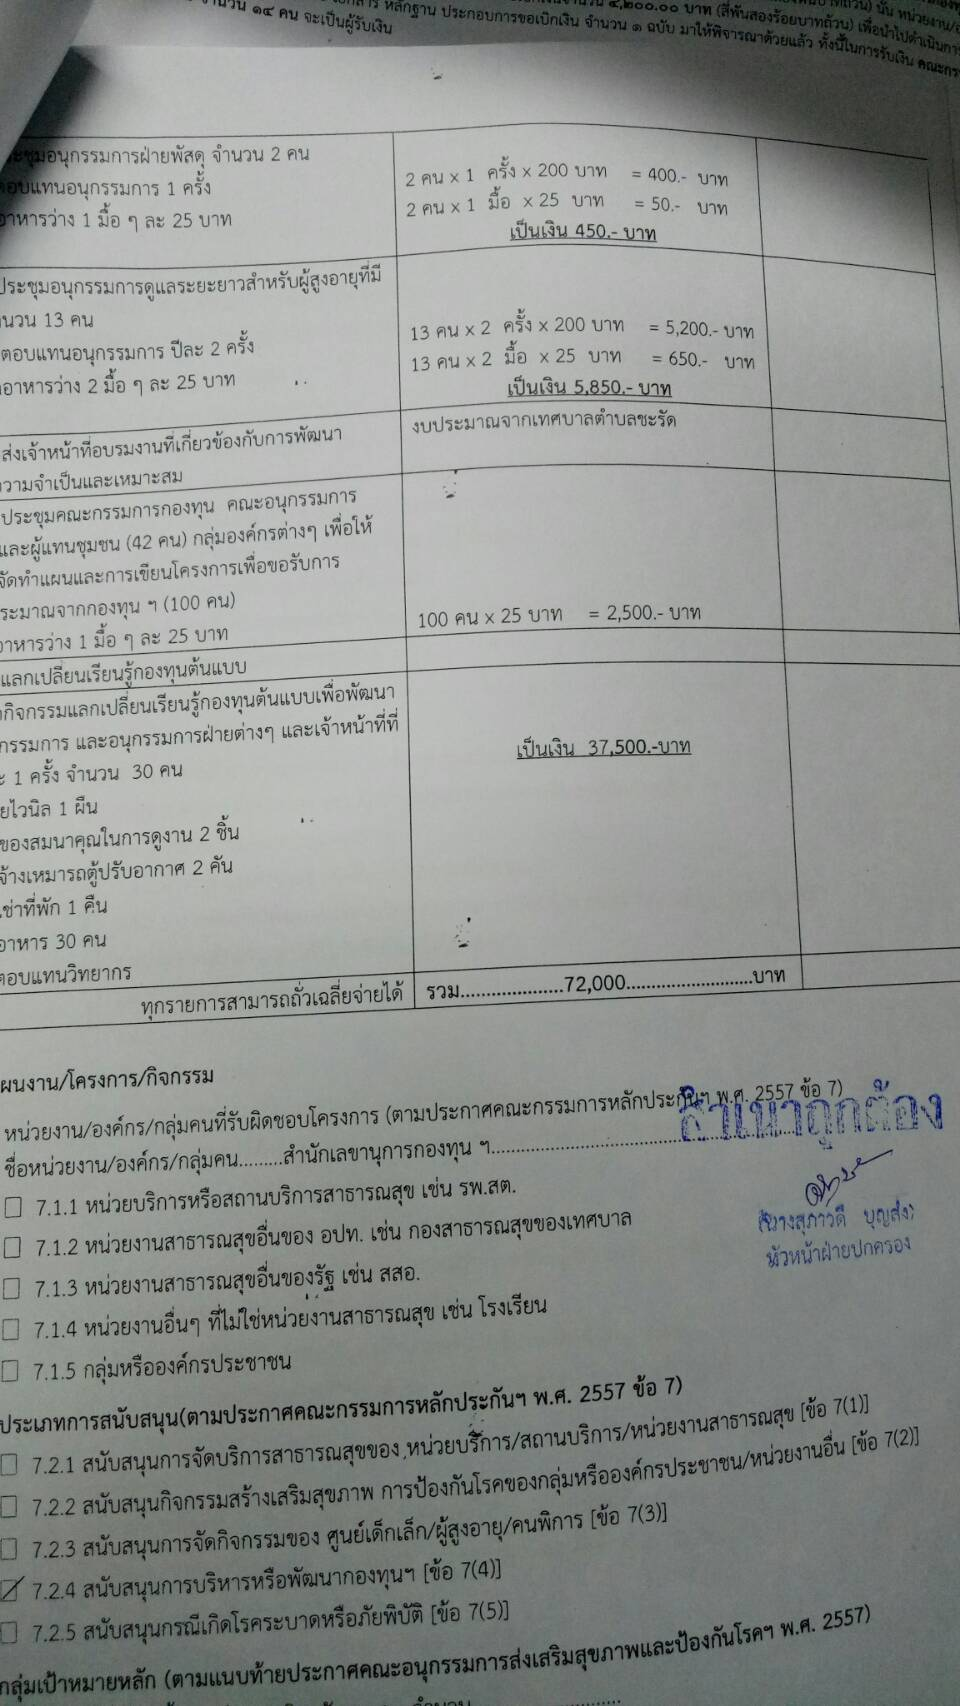 จำนวน ๑๔ คน จะเป็นผู้รับเงิน
หลักฐาน ประกอบการขอเบิกเงิน จำนวน ๑ ฉบับ มาให้พิจารณาด้วยแล้ว ทั้งนี้ในการรับเงิน
๔,๒๐๐.๐๐ บาท (สี่พันสองร้อยบาทถ้วน) เพื่อนำไปดำเนินการ
ประชุมอนุกรรมการฝ่ายพัสดุ จำนวน 2 คน
ตอบแทนอนุกรรมการ 1 ครั้ง
อาหารว่าง 1 มื้อ ๆ ละ 25 บาท
2 คน x 1 ครั้ง x 200 บาท = 400.- บาท
2 คน x 1 มื้อ x 25 บาท = 50.- บาท
เป็นเงิน 450.- บาท
ประชุมอนุกรรมการดูแลระยะยาวสำหรับผู้สูงอายุที่มี
นวน 13 คน
ตอบแทนอนุกรรมการ ปีละ 2 ครั้ง
อาหารว่าง 2 มื้อ ๆ ละ 25 บาท
13 คน x 2 ครั้ง x 200 บาท = 5,200.- บาท
13 คน x 2 มื้อ x 25 บาท = 650.- บาท
เป็นเงิน 5,850.- บาท
ส่งเจ้าหน้าที่อบรมงานที่เกี่ยวข้องกับการพัฒนา
ความจำเป็นและเหมาะสม
งบประมาณจากเทศบาลตำบลชะรัด
ประชุมคณะกรรมการกองทุน คณะอนุกรรมการ
และผู้แทนชุมชน (42 คน) กลุ่มองค์กรต่างๆ เพื่อให้
จัดทำแผนและการเขียนโครงการเพื่อขอรับการ
ระมาณจากกองทุน ฯ (100 คน)
อาหารว่าง 1 มื้อ ๆ ละ 25 บาท
100 คน x 25 บาท = 2,500.- บาท
แลกเปลี่ยนเรียนรู้กองทุนต้นแบบ
กิจกรรมแลกเปลี่ยนเรียนรู้กองทุนต้นแบบเพื่อพัฒนา
กรรมการ และอนุกรรมการฝ่ายต่างๆ และเจ้าหน้าที่ที่
ะ 1 ครั้ง จำนวน 30 คน
ยไวนิล 1 ผืน
ของสมนาคุณในการดูงาน 2 ชิ้น
จ้างเหมารถตู้ปรับอากาศ 2 คัน
เช่าที่พัก 1 คืน
อาหาร 30 คน
ตอบแทนวิทยากร
เป็นเงิน 37,500.-บาท
ทุกรายการสามารถถั่วเฉลี่ยจ่ายได้
รวม....................72,000.........................บาท
ผนงาน/โครงการ/กิจกรรม
หน่วยงาน/องค์กร/กลุ่มคนที่รับผิดชอบโครงการ (ตามประกาศคณะกรรมการหลักประกันฯ พ.ศ. 2557 ข้อ 7)
ชื่อหน่วยงาน/องค์กร/กลุ่มคน.........สำนักเลขานุการกองทุน ฯ..........................................................
สำเนาถูกต้อง
7.1.1 หน่วยบริการหรือสถานบริการสาธารณสุข เช่น รพ.สต.
7.1.2 หน่วยงานสาธารณสุขอื่นของ อปท. เช่น กองสาธารณสุขของเทศบาล
(นางสุภาวดี บุญส่ง)
หัวหน้าฝ่ายปกครอง
7.1.3 หน่วยงานสาธารณสุขอื่นของรัฐ เช่น สสอ.
7.1.4 หน่วยงานอื่นๆ ที่ไม่ใช่หน่วยงานสาธารณสุข เช่น โรงเรียน
7.1.5 กลุ่มหรือองค์กรประชาชน
ประเภทการสนับสนุน(ตามประกาศคณะกรรมการหลักประกันฯ พ.ศ. 2557 ข้อ 7)
7.2.1 สนับสนุนการจัดบริการสาธารณสุขของ หน่วยบริการ/สถานบริการ/หน่วยงานสาธารณสุข [ข้อ 7(1)]
7.2.2 สนับสนุนกิจกรรมสร้างเสริมสุขภาพ การป้องกันโรคของกลุ่มหรือองค์กรประชาชน/หน่วยงานอื่น [ข้อ 7(2)]
7.2.3 สนับสนุนการจัดกิจกรรมของ ศูนย์เด็กเล็ก/ผู้สูงอายุ/คนพิการ [ข้อ 7(3)]
7.2.4 สนับสนุนการบริหารหรือพัฒนากองทุนฯ [ข้อ 7(4)]
7.2.5 สนับสนุนกรณีเกิดโรคระบาดหรือภัยพิบัติ [ข้อ 7(5)]
กลุ่มเป้าหมายหลัก (ตามแนบท้ายประกาศคณะอนุกรรมการส่งเสริมสุขภาพและป้องกันโรคฯ พ.ศ. 2557)